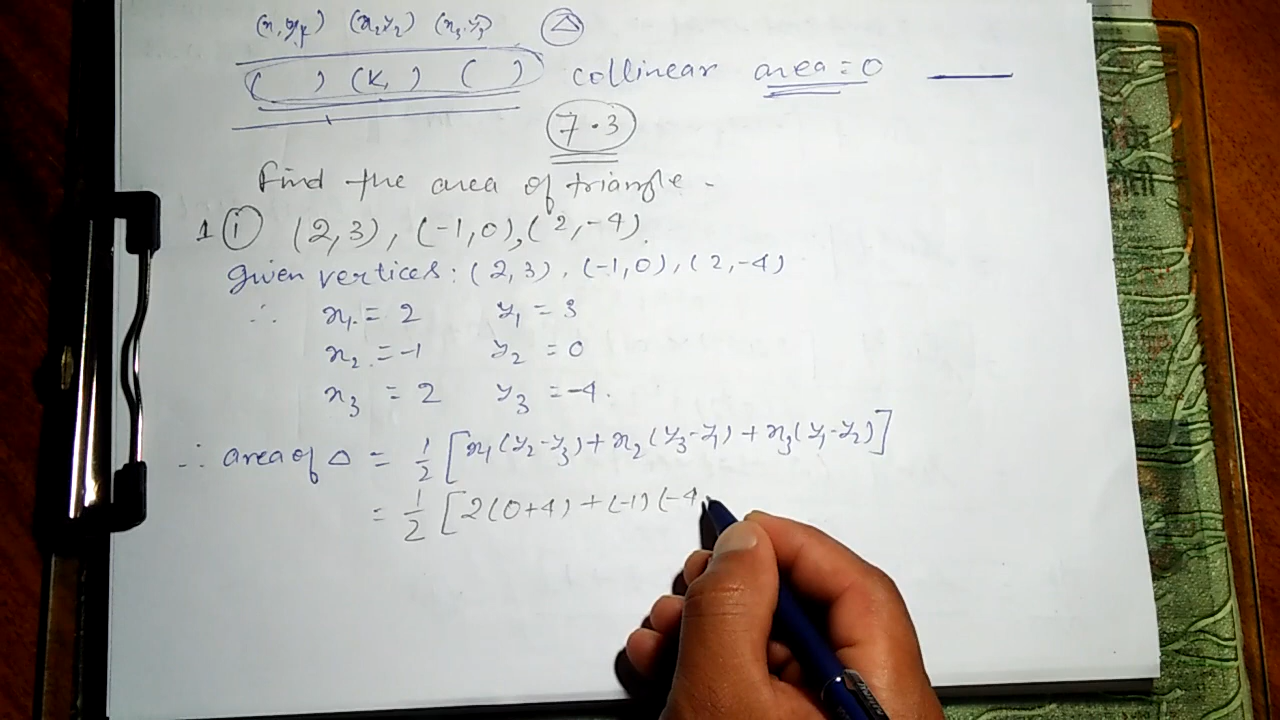 (x₁,y₁) (x₂,y₂) (x₃,y₃) △
( ) (K, ) ( ) collinear area = 0
7.3
Find the area of triangle.
1 (i) (2,3), (-1,0), (2,-4).
Given vertices: (2,3), (-1,0), (2,-4)
∴ x₁ = 2 y₁ = 3
x₂ = -1 y₂ = 0
x₃ = 2 y₃ = -4.
∴ area of △ = 1/2 [x₁(y₂-y₃)+x₂(y₃-y₁)+x₃(y₁-y₂)]
= 1/2 [2(0+4)+(-1)(-4